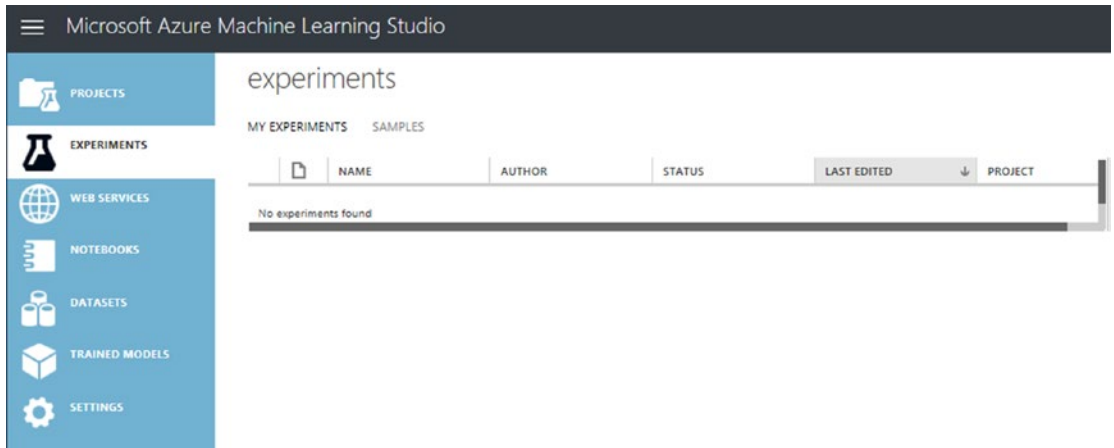 Microsoft Azure Machine Learning Studio
PROJECTS
EXPERIMENTS
WEB SERVICES
NOTEBOOKS
DATASETS
TRAINED MODELS
SETTINGS
experiments
MY EXPERIMENTS SAMPLES
NAME AUTHOR STATUS LAST EDITED PROJECT
No experiments found